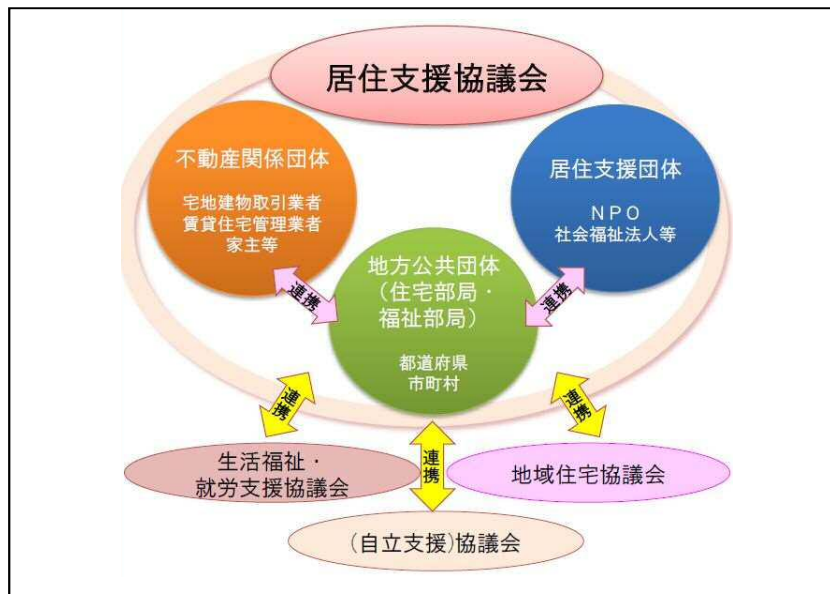 居住支援協議会
不動産関係団体
宅地建物取引業者
賃貸住宅管理業者
家主等
居住支援団体
ＮＰＯ
社会福祉法人等
地方公共団体
（住宅部局・
福祉部局）
都道府県
市町村
連携
連携
連携
連携
連携
生活福祉・
就労支援協議会
地域住宅協議会
(自立支援)協議会